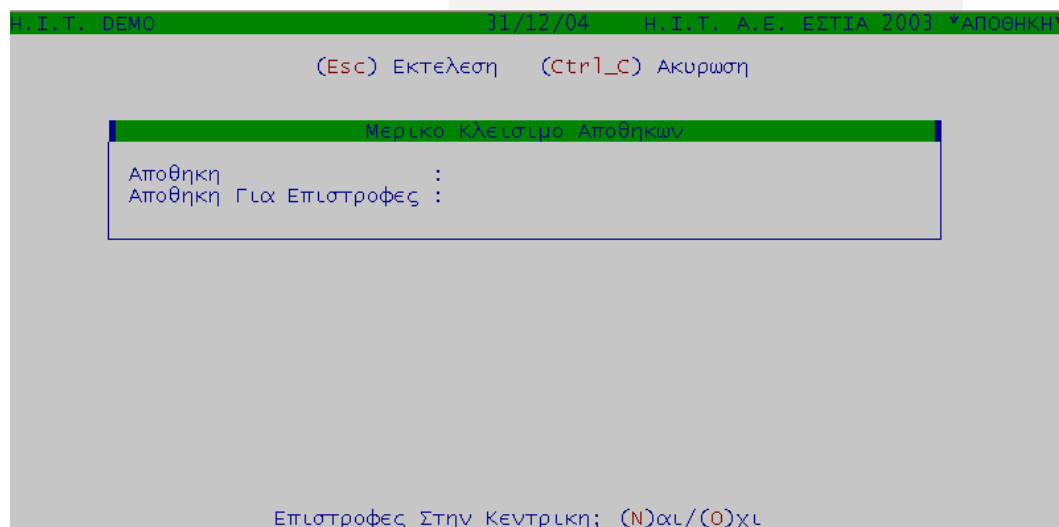 H.I.T. DEMO 31/12/04 H.I.T. Α.Ε. ΕΣΤΙΑ 2003 *ΑΠΟΘΗΚΗ*
(Esc) Εκτελεση (Ctrl_C) Ακυρωση
Μερικο Κλεισιμο Αποθηκων
Αποθηκη :
Αποθηκη Για Επιστροφες :
Επιστροφες Στην Κεντρικη; (Ν)αι/(Ο)χι